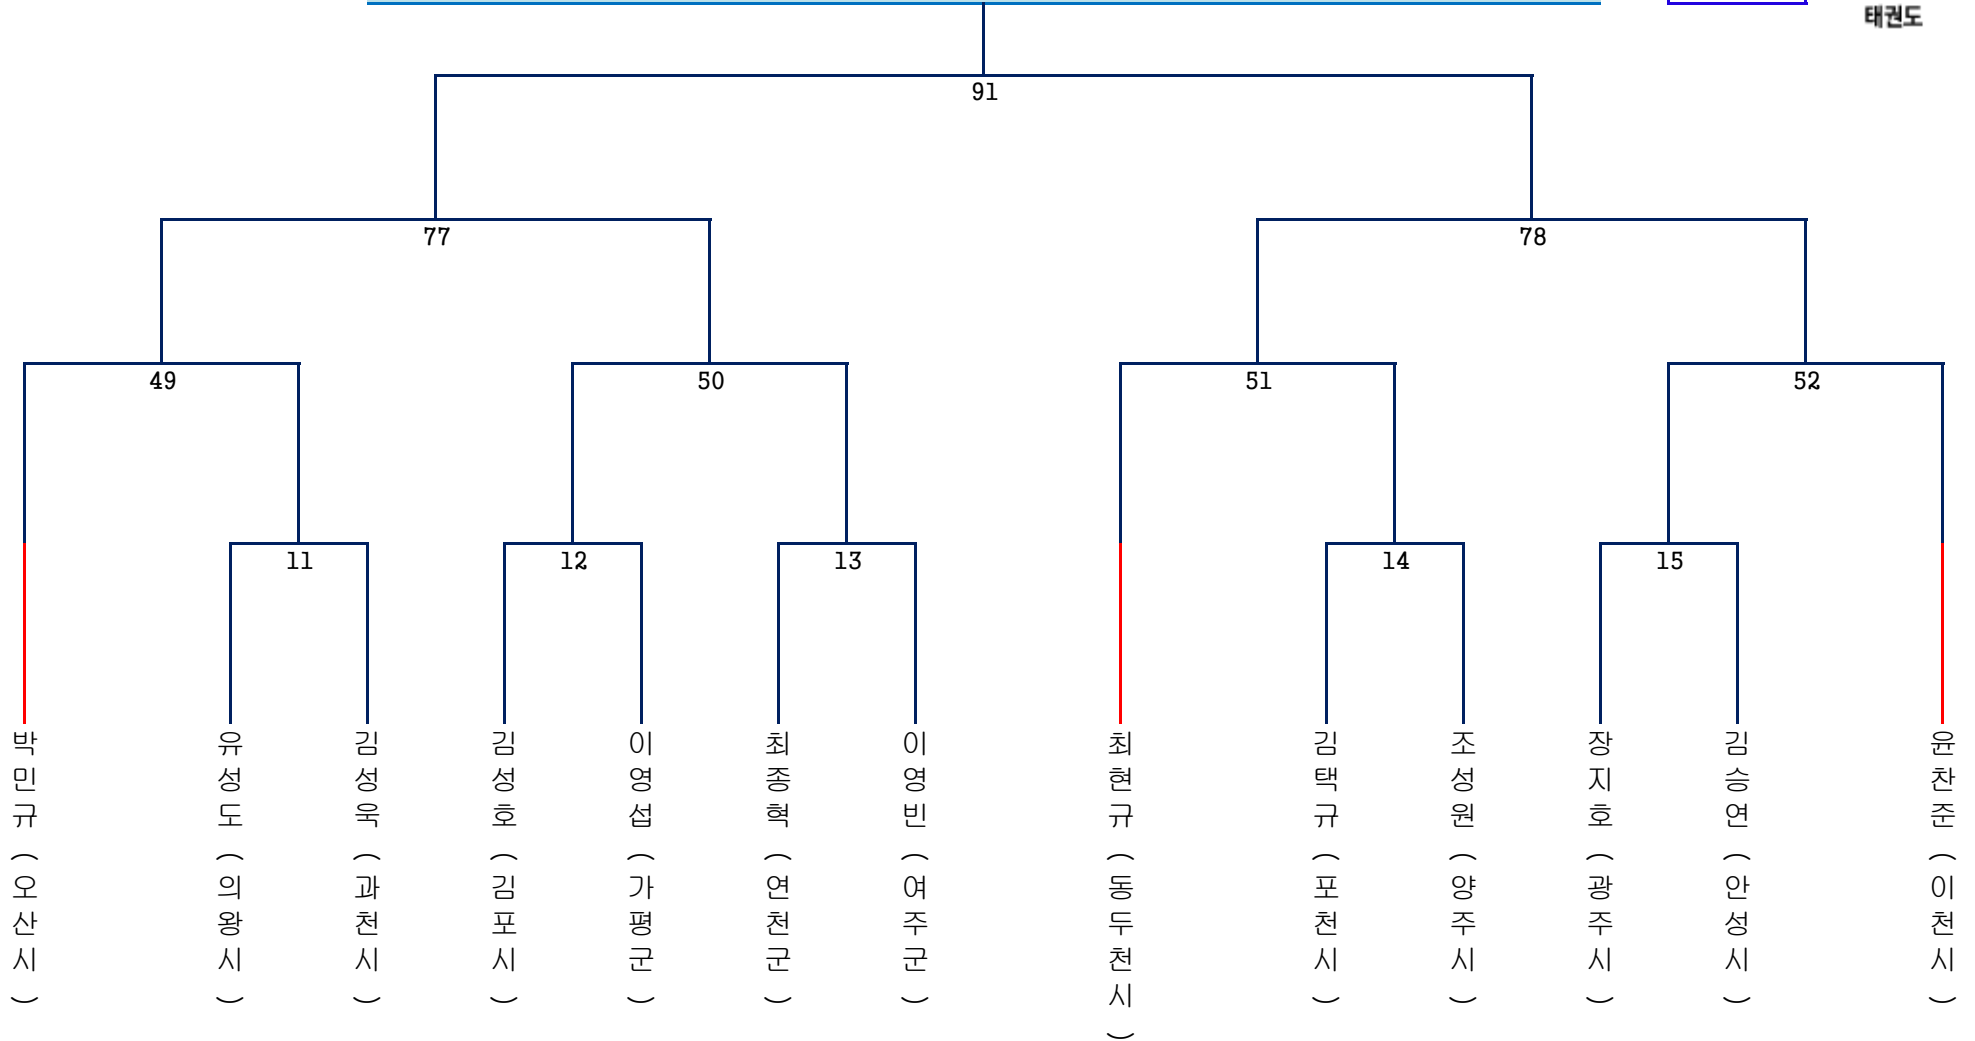 태권도
91
77
78
49
50
51
52
11
12
13
14
15
박민규(오산시)
유성도(의왕시)
김성욱(과천시)
김성호(김포시)
이영섭(가평군)
최종혁(연천군)
이영빈(여주군)
최현규(동두천시)
김택규(포천시)
조성원(양주시)
장지호(광주시)
김승연(안성시)
윤찬준(이천시)